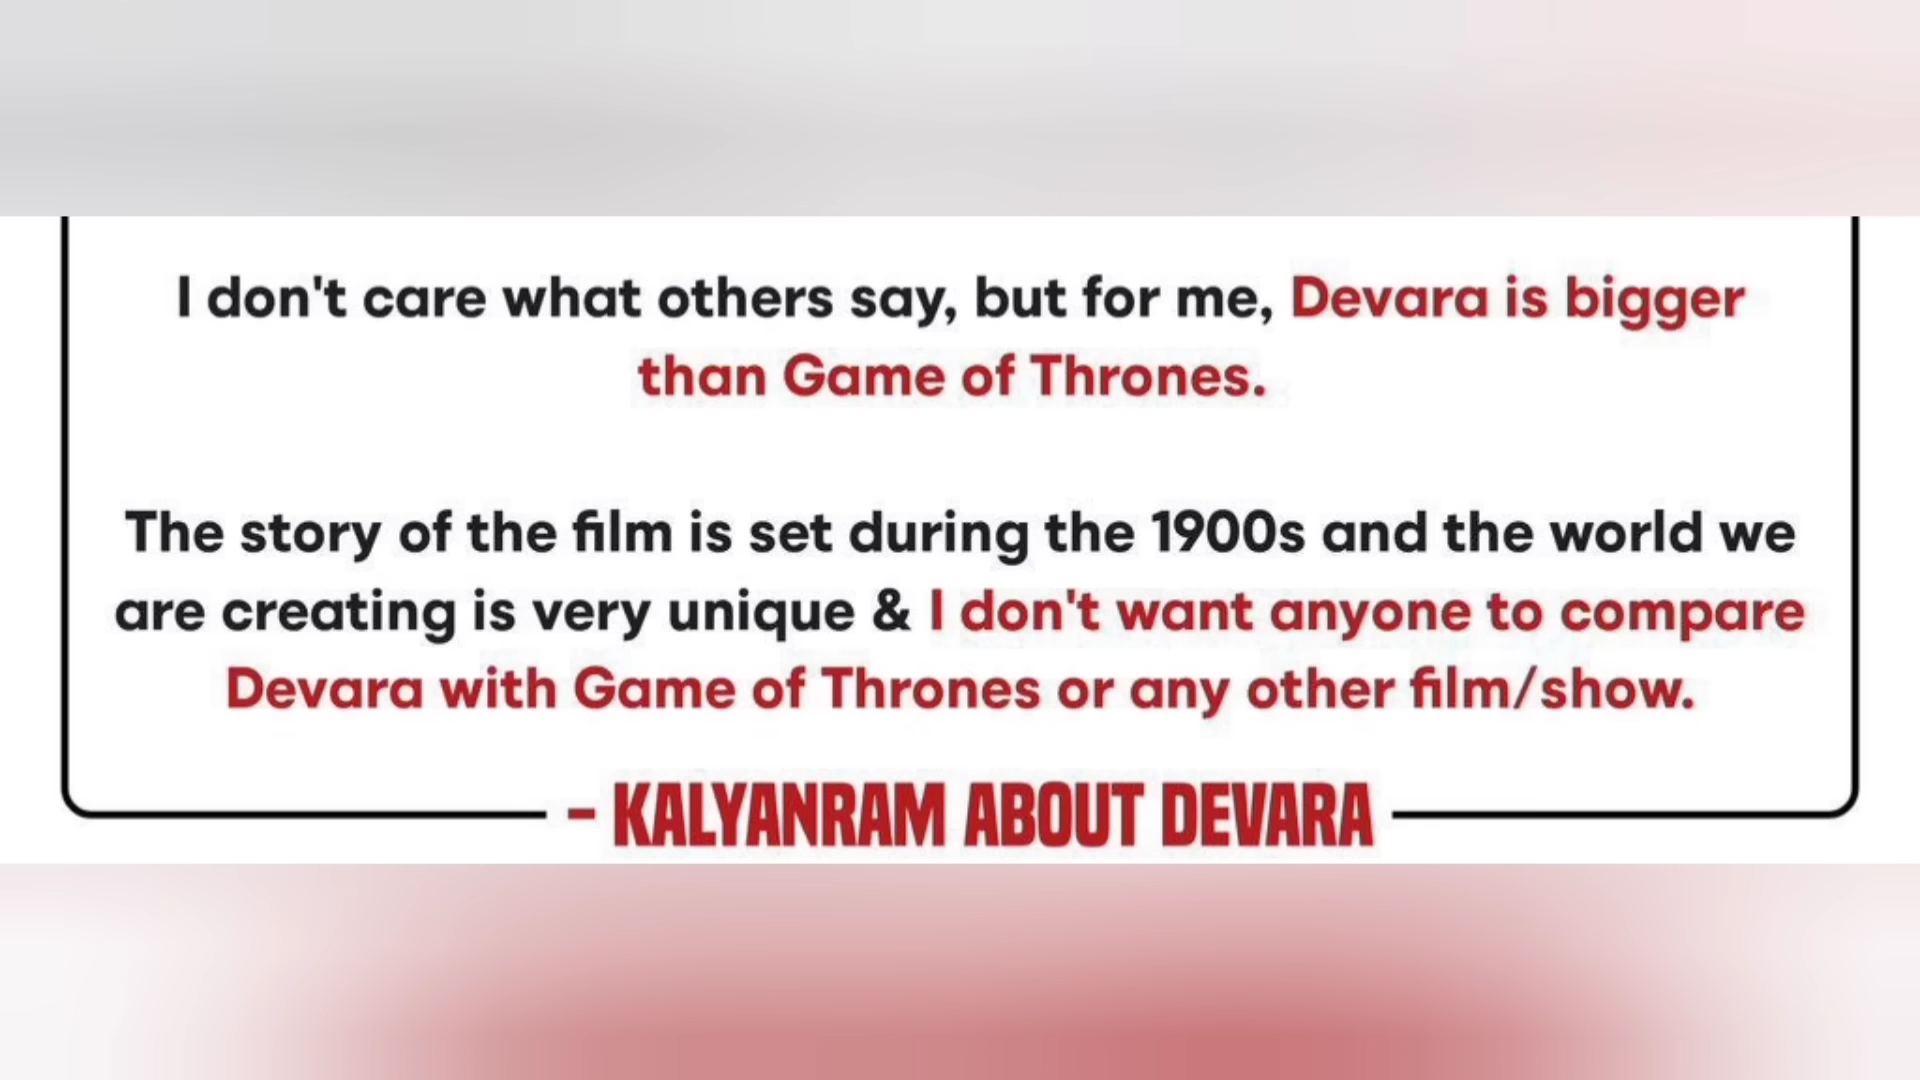 I don't care what others say, but for me, Devara is bigger
than Game of Thrones.
The story of the film is set during the 1900s and the world we
are creating is very unique & I don't want anyone to compare
Devara with Game of Thrones or any other film/show.
- KALYANRAM ABOUT DEVARA